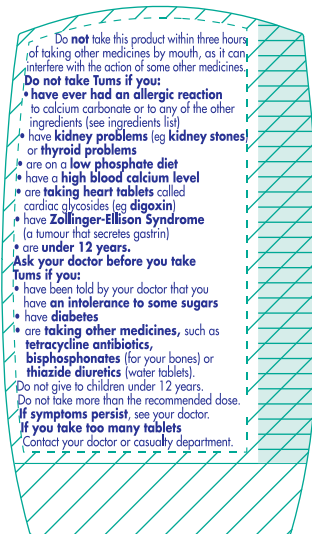 Do not take this product within three hours
of taking other medicines by mouth, as it can
interfere with the action of some other medicines.
Do not take Tums if you:
• have ever had an allergic reaction
to calcium carbonate or to any of the other
ingredients (see ingredients list)
• have kidney problems (eg kidney stones)
or thyroid problems
• are on a low phosphate diet
• have a high blood calcium level
• are taking heart tablets called
cardiac glycosides (eg digoxin)
• have Zollinger-Ellison Syndrome
(a tumour that secretes gastrin)
• are under 12 years.
Ask your doctor before you take
Tums if you:
• have been told by your doctor that you
have an intolerance to some sugars
• have diabetes
• are taking other medicines, such as
tetracycline antibiotics,
bisphosphonates (for your bones) or
thiazide diuretics (water tablets).
Do not give to children under 12 years.
Do not take more than the recommended dose.
If symptoms persist, see your doctor.
If you take too many tablets
Contact your doctor or casualty department.